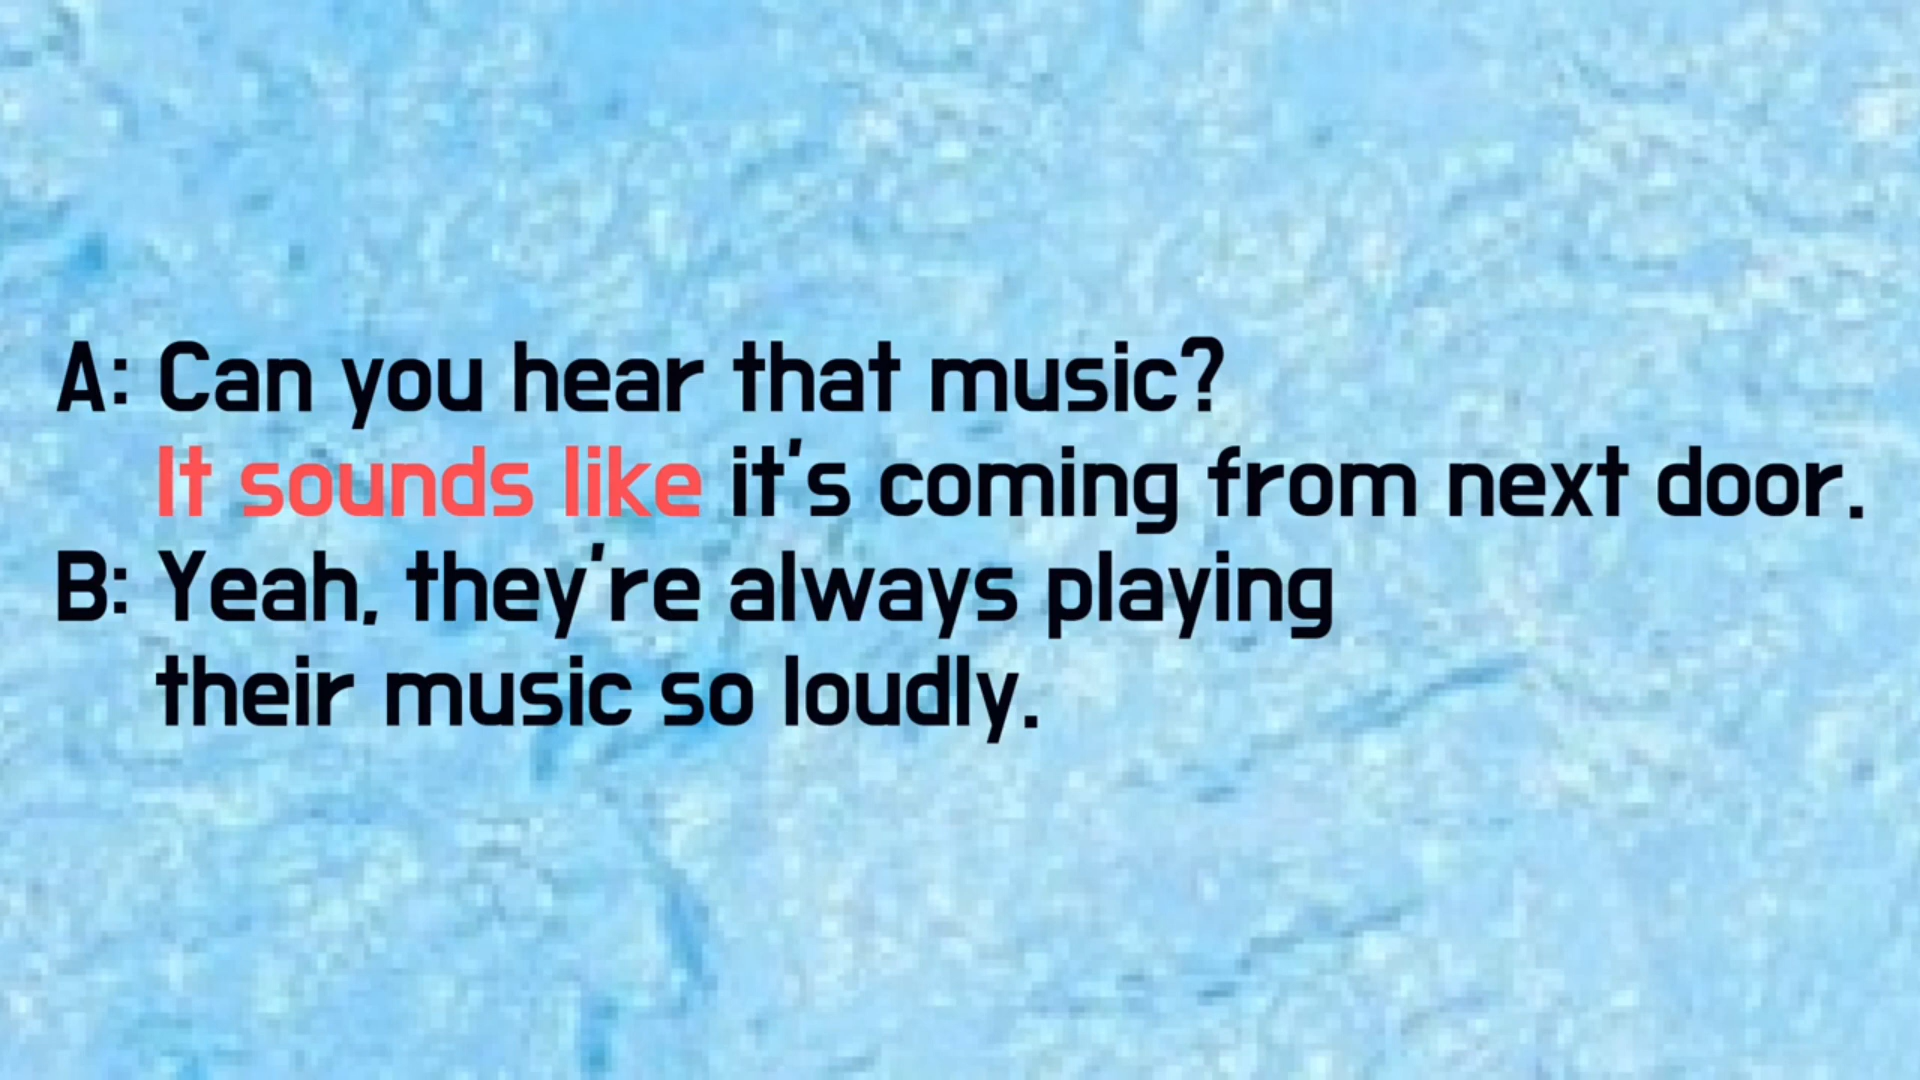 A: Can you hear that music?
It sounds like it's coming from next door.
B: Yeah, they're always playing
their music so loudly.